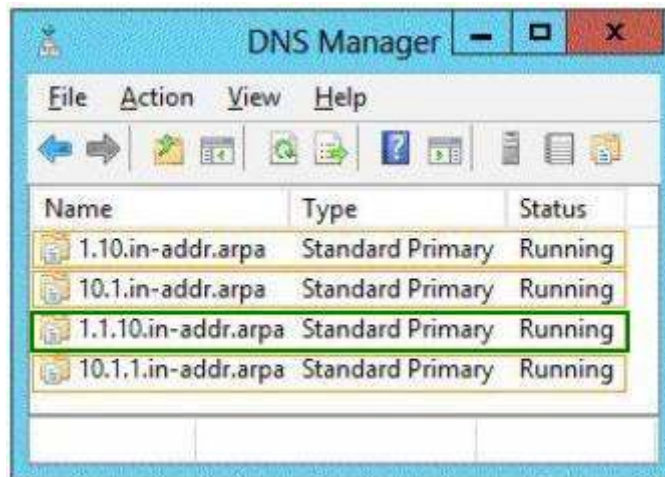 DNS Manager
File Action View Help
Name Type Status
1.10.in-addr.arpa Standard Primary Running
10.1.in-addr.arpa Standard Primary Running
1.1.10.in-addr.arpa Standard Primary Running
10.1.1.in-addr.arpa Standard Primary Running